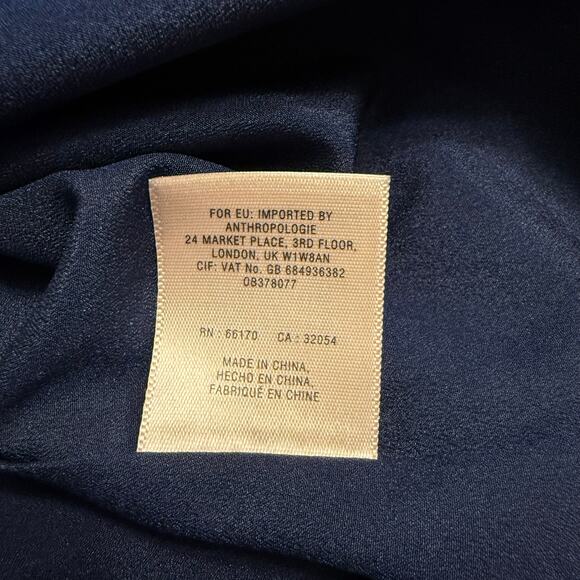 FOR EU: IMPORTED BY
ANTHROPOLOGIE
24 MARKET PLACE, 3RD FLOOR,
LONDON, UK W1W8AN
CIF: VAT No. GB 684936382
OB378077
RN : 66170 CA : 32054
MADE IN CHINA,
HECHO EN CHINA,
FABRIQUÉ EN CHINE